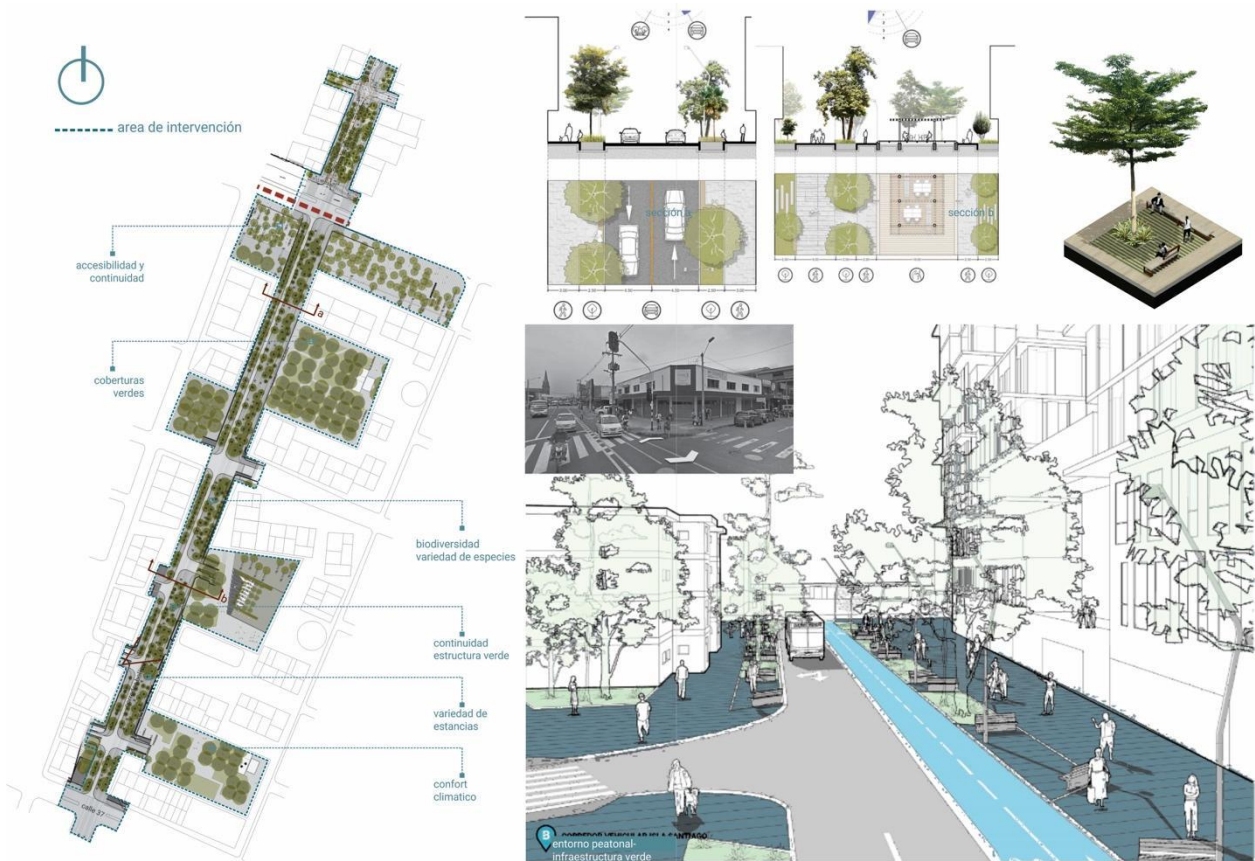 area de intervención
accesibilidad y
continuidad
coberturas
verdes
biodiversidad
variedad de especies
continuidad
estructura verde
variedad de
estancias
confort
climatico
a
b
calle 37
sección a
sección b
B
CORREDOR VEHICULAR ISLA SANTIAGO
entorno peatonal-
infraestructura verde